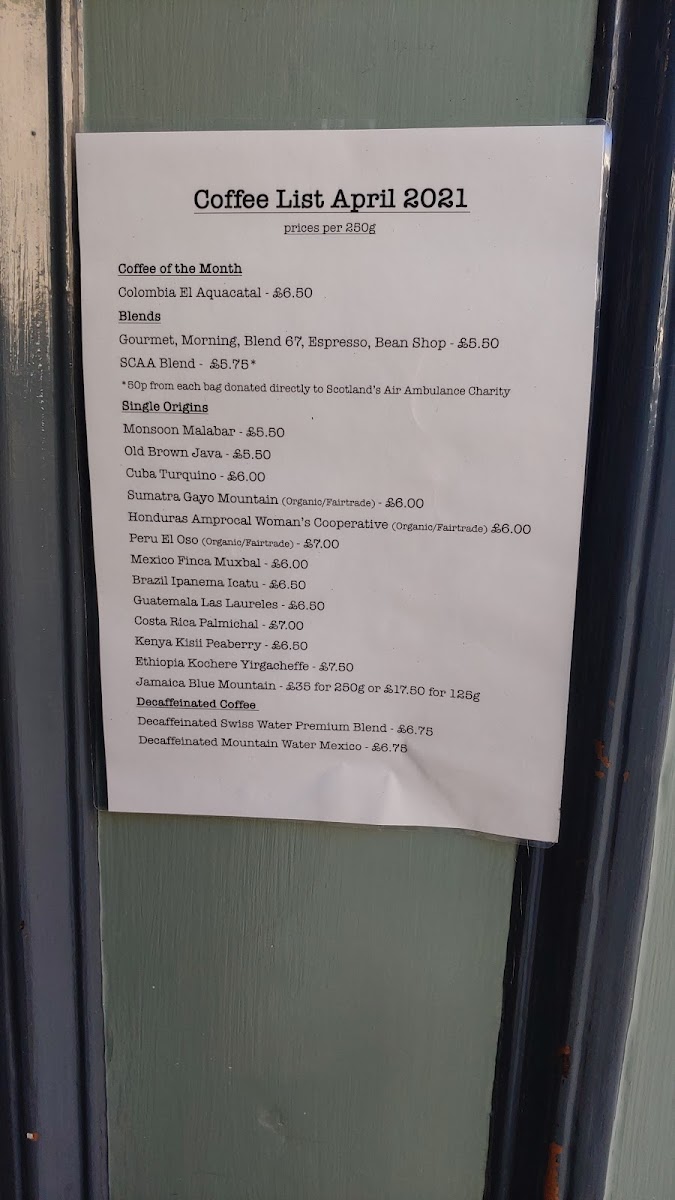 Coffee List April 2021
prices per 250g
Coffee of the Month
Colombia El Aquacatal - £6.50
Blends
Gourmet, Morning, Blend 67, Espresso, Bean Shop - £5.50
SCAA Blend - £5.75*
*50p from each bag donated directly to Scotland's Air Ambulance Charity
Single Origins
Monsoon Malabar - £5.50
Old Brown Java - £5.50
Cuba Turquino - £6.00
Sumatra Gayo Mountain (Organic/Fairtrade) - £6.00
Honduras Amprocal Woman's Cooperative (Organic/Fairtrade) £6.00
Peru El Oso (Organic/Fairtrade) - £7.00
Mexico Finca Muxbal - £6.00
Brazil Ipanema Icatu - £6.50
Guatemala Las Laureles - £6.50
Costa Rica Palmichal - £7.00
Kenya Kisii Peaberry - £6.50
Ethiopia Kochere Yirgacheffe - £7.50
Jamaica Blue Mountain - £35 for 250g or £17.50 for 125g
Decaffeinated Coffee
Decaffeinated Swiss Water Premium Blend - £6.75
Decaffeinated Mountain Water Mexico - £6.75